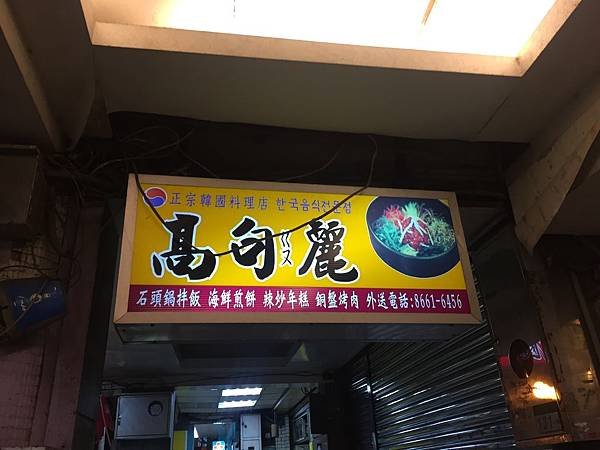 正宗韓國料理店 한국음식전문점
高句麗
ㄍㄡ
石頭鍋拌飯 海鮮煎餅 辣炒年糕 銅盤烤肉 外送電話:8661-6456